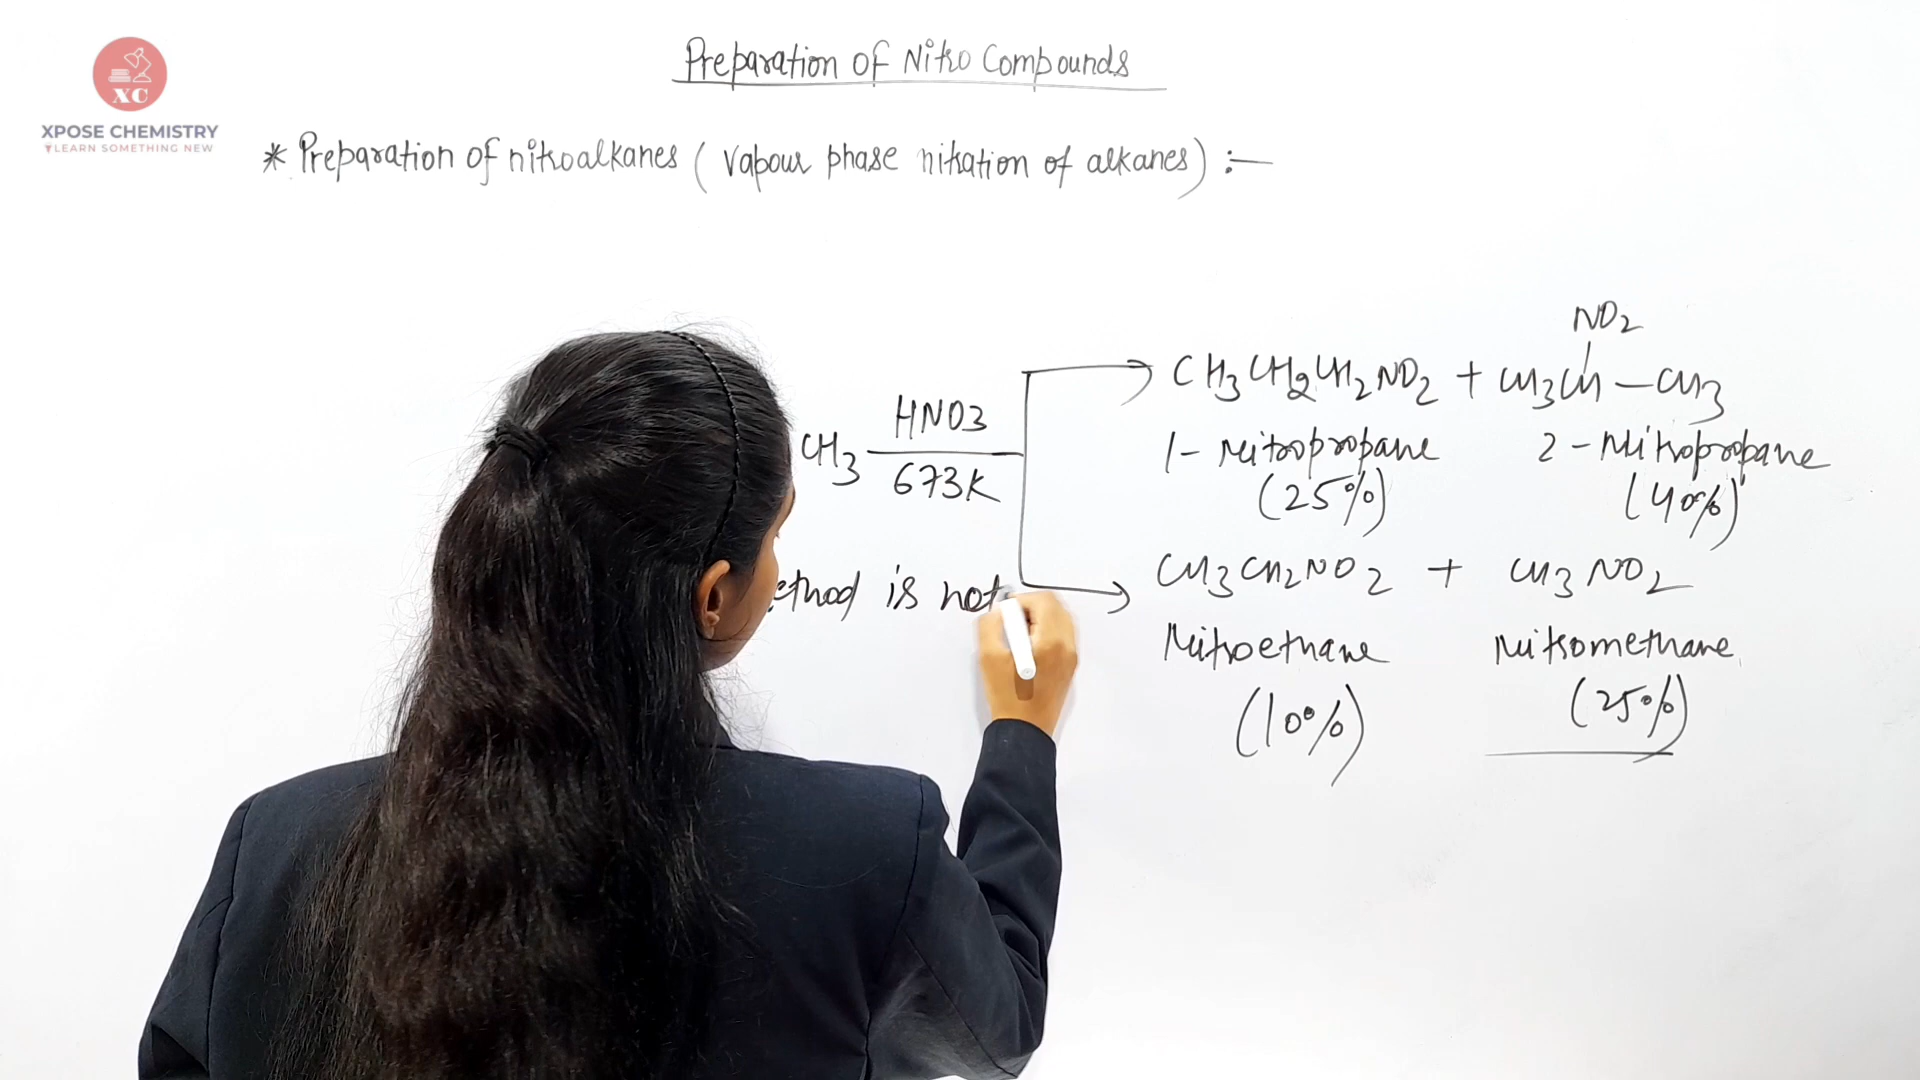 XC
XPOSE CHEMISTRY
LEARN SOMETHING NEW
Preparation of Nitro Compounds
* Preparation of nitroalkanes ( Vapour phase nitration of alkanes) :—
CH3 HNO3 673K
CH3CH2CH2NO2 + CH3CH—CH3 NO2
1- Nitropropane 2 - Nitropropane
(25%) (40%)
ethod is not
CH3CH2NO2 + CH3NO2
Nitroethane Nitromethane
(10%) (25%)